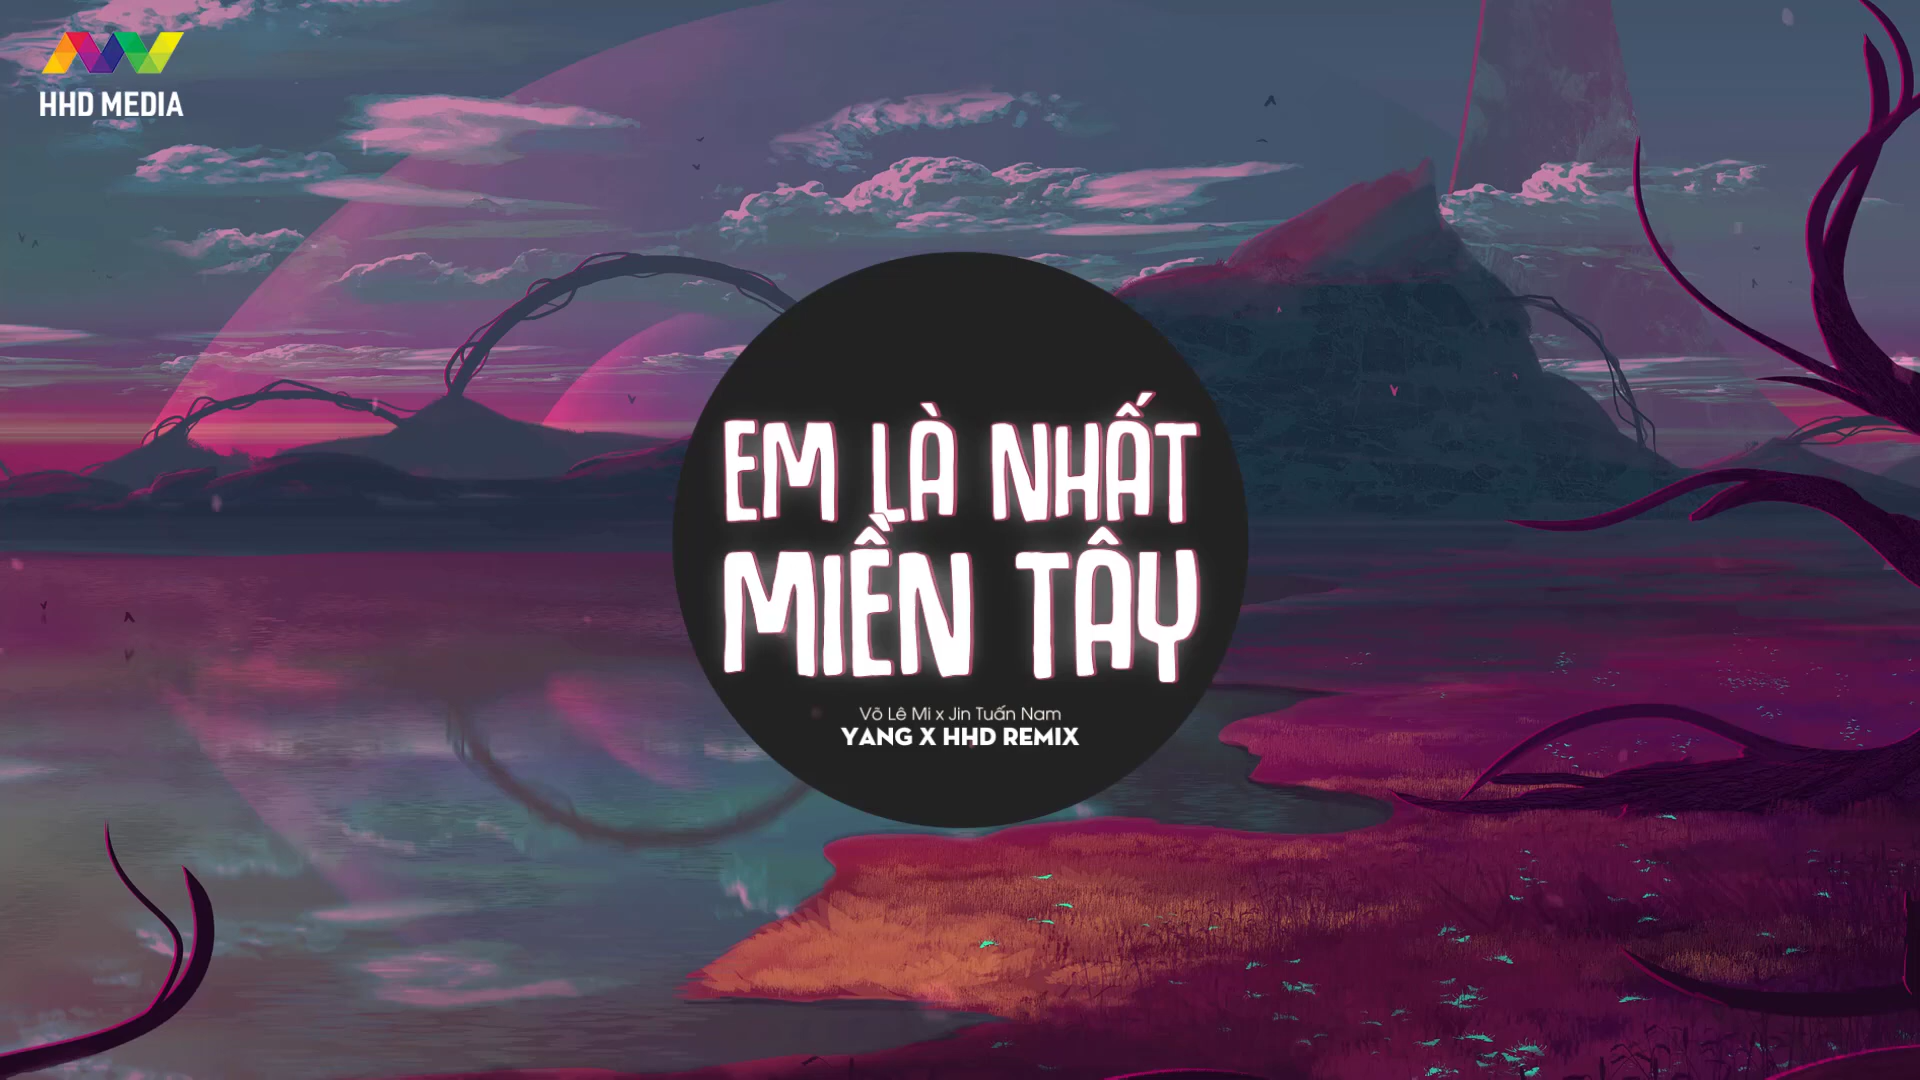 HHD MEDIA
EM LÀ NHẤT
MIỀN TÂY
Võ Lê Mi x Jin Tuấn Nam
YANG X HHD REMIX